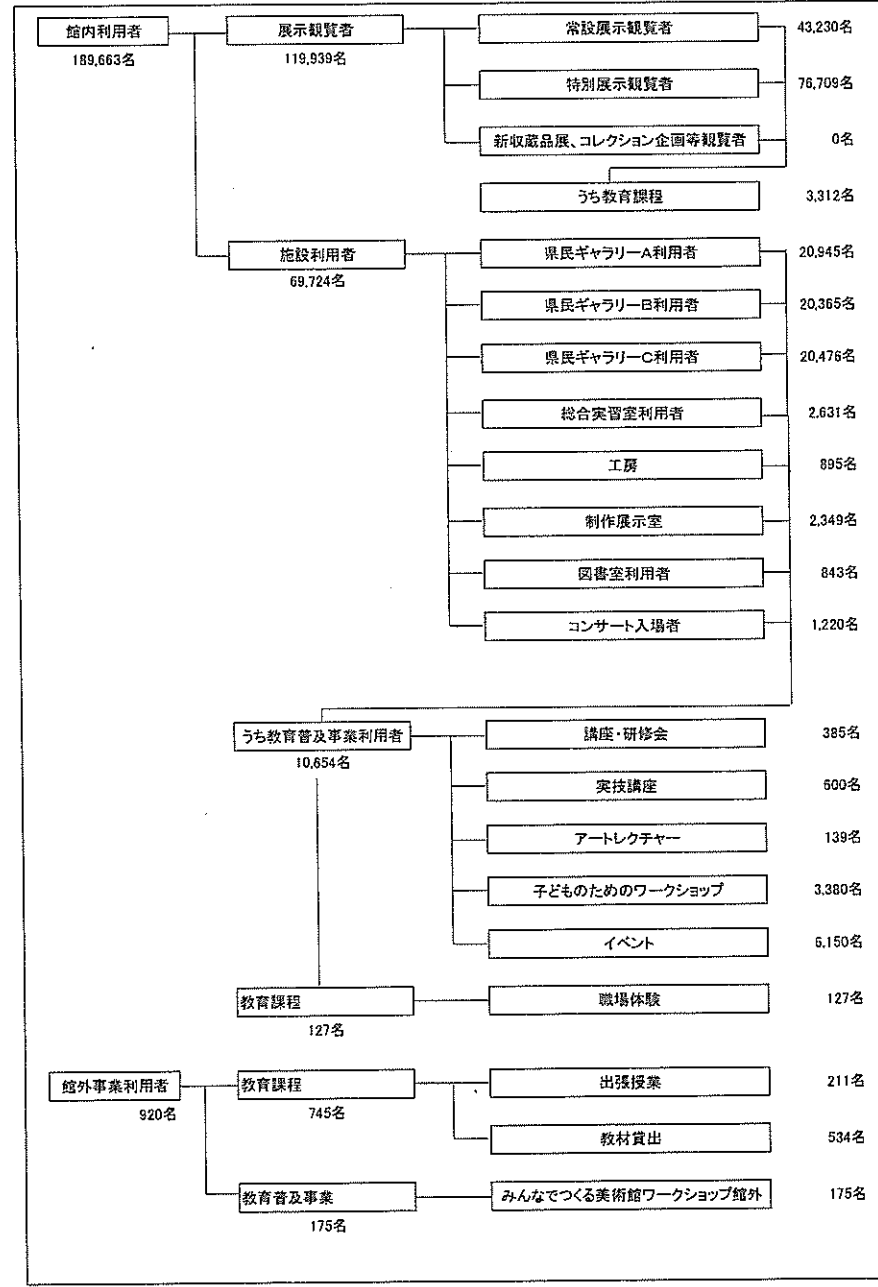 館内利用者
189,663名
展示観覧者
119,939名
常設展示観覧者 43,230名
特別展示観覧者 76,709名
新収蔵品展、コレクション企画等観覧者 0名
うち教育課程 3,312名
施設利用者
69,724名
県民ギャラリーA利用者 20,945名
県民ギャラリーB利用者 20,365名
県民ギャラリーC利用者 20,476名
総合実習室利用者 2,631名
工房 895名
制作展示室 2,349名
図書室利用者 843名
コンサート入場者 1,220名
うち教育普及事業利用者
10,654名
講座・研修会 385名
実技講座 600名
アートレクチャー 139名
子どものためのワークショップ 3,380名
イベント 6,150名
教育課程
127名
職場体験 127名
館外事業利用者
920名
教育課程
745名
出張授業 211名
教材貸出 534名
教育普及事業
175名
みんなでつくる美術館ワークショップ館外 175名